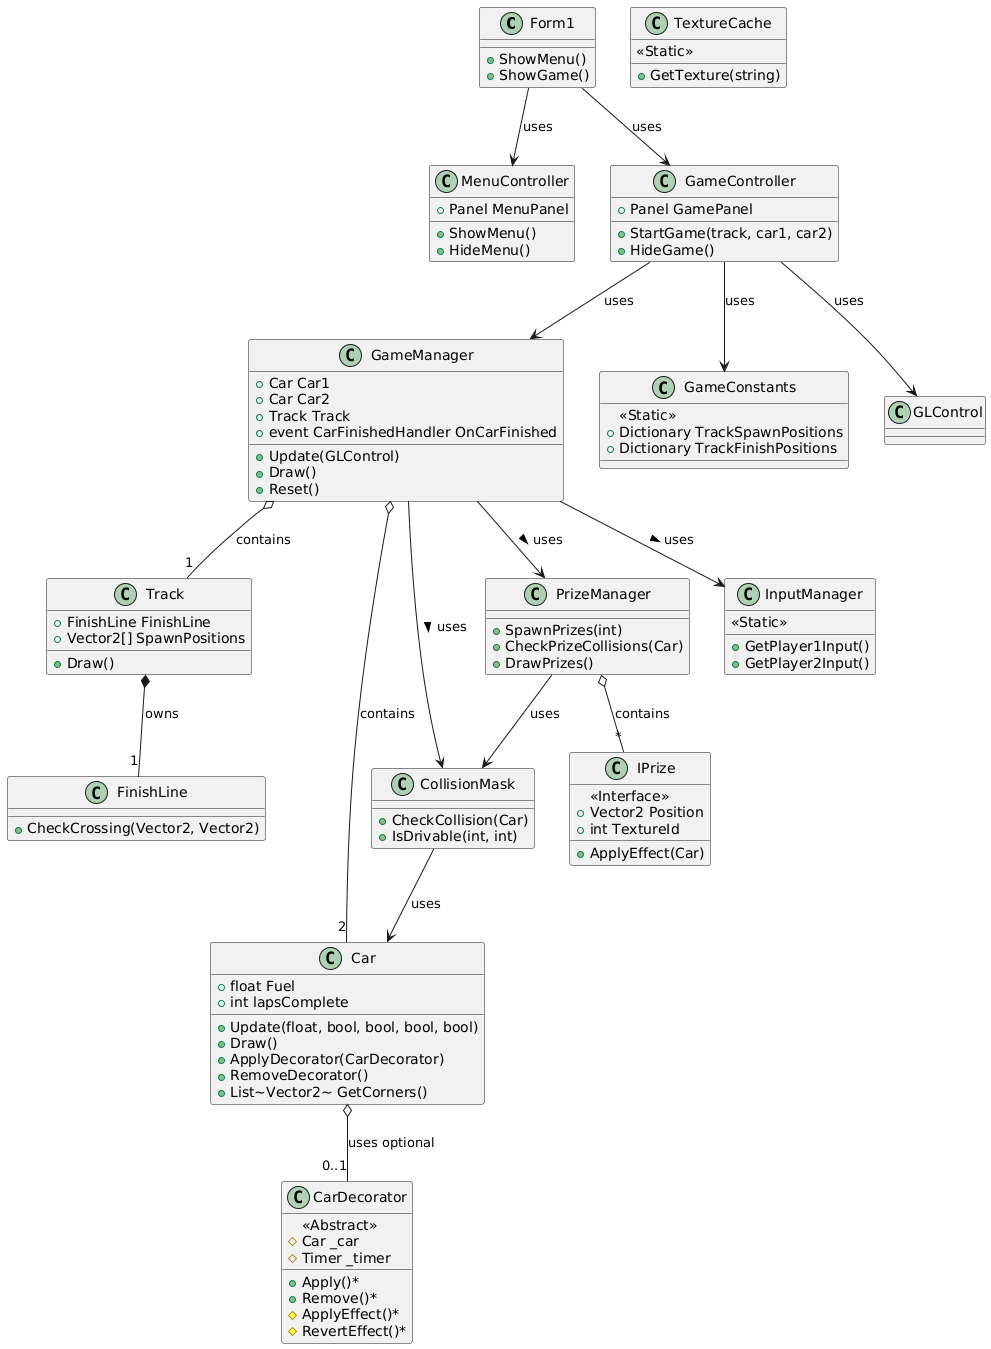 C Form1
ShowMenu()
ShowGame()
C TextureCache
«Static»
GetTexture(string)
uses
uses
C MenuController
Panel MenuPanel
ShowMenu()
HideMenu()
C GameController
Panel GamePanel
StartGame(track, car1, car2)
HideGame()
uses
uses
uses
C GameManager
Car Car1
Car Car2
Track Track
event CarFinishedHandler OnCarFinished
Update(GLControl)
Draw()
Reset()
C GameConstants
«Static»
Dictionary TrackSpawnPositions
Dictionary TrackFinishPositions
C GLControl
contains
1
uses
uses
uses
C Track
FinishLine FinishLine
Vector2[] SpawnPositions
Draw()
C PrizeManager
SpawnPrizes(int)
CheckPrizeCollisions(Car)
DrawPrizes()
C InputManager
«Static»
GetPlayer1Input()
GetPlayer2Input()
owns
1
contains
2
uses
contains
*
C FinishLine
CheckCrossing(Vector2, Vector2)
C CollisionMask
CheckCollision(Car)
IsDrivable(int, int)
C IPrize
«Interface»
Vector2 Position
int TextureId
ApplyEffect(Car)
uses
C Car
float Fuel
int lapsComplete
Update(float, bool, bool, bool, bool)
Draw()
ApplyDecorator(CarDecorator)
RemoveDecorator()
List~Vector2~ GetCorners()
uses optional
0..1
C CarDecorator
«Abstract»
Car _car
Timer _timer
Apply()*
Remove()*
ApplyEffect()*
RevertEffect()*